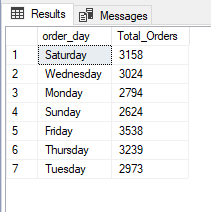 Results Messages
order_day Total_Orders
1 Saturday 3158
2 Wednesday 3024
3 Monday 2794
4 Sunday 2624
5 Friday 3538
6 Thursday 3239
7 Tuesday 2973